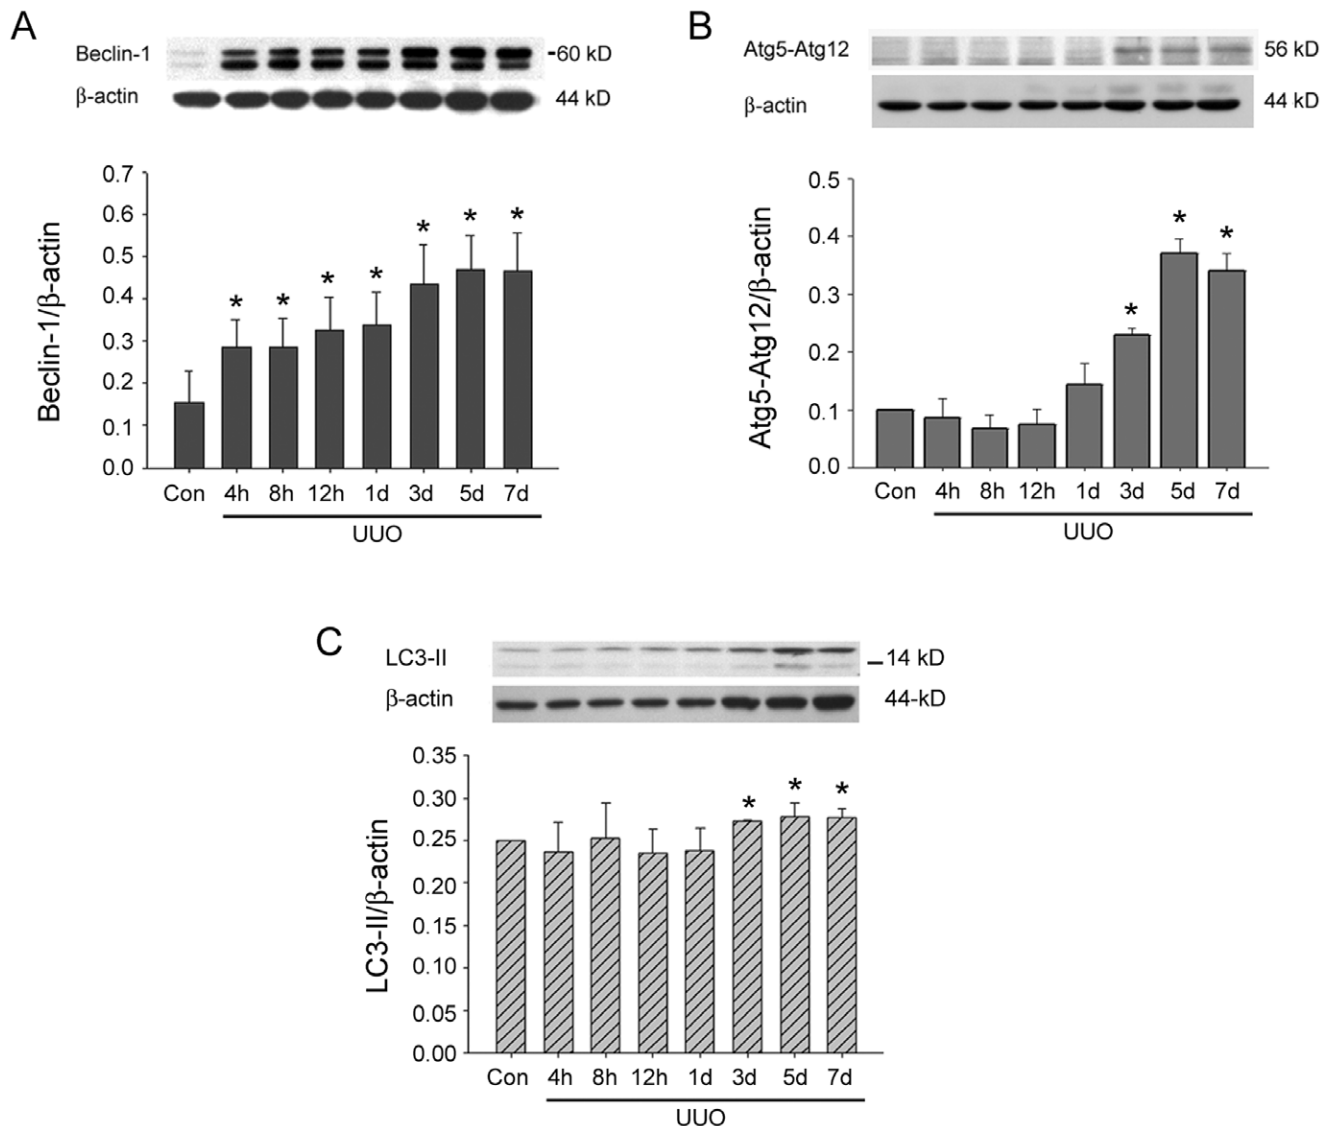 A
Beclin-1
-60 kD
β-actin
44 kD
0.7
0.6
0.5
0.4
0.3
0.2
0.1
0.0
Beclin-1/β-actin
* * * * * * *
Con 4h 8h 12h 1d 3d 5d 7d
UUO
B
Atg5-Atg12
56 kD
β-actin
44 kD
0.5
0.4
0.3
0.2
0.1
0.0
Atg5-Atg12/β-actin
* * *
Con 4h 8h 12h 1d 3d 5d 7d
UUO
C
LC3-II
14 kD
β-actin
44-kD
0.35
0.30
0.25
0.20
0.15
0.10
0.05
0.00
LC3-II/β-actin
* * *
Con 4h 8h 12h 1d 3d 5d 7d
UUO